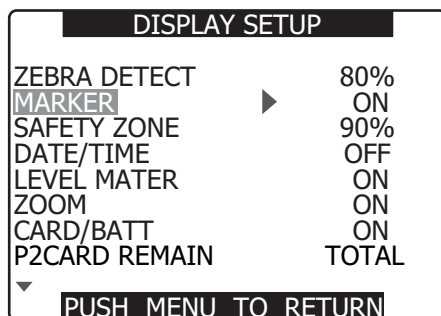 DISPLAY SETUP
ZEBRA DETECT 80%
MARKER ON
SAFETY ZONE 90%
DATE/TIME OFF
LEVEL MATER ON
ZOOM ON
CARD/BATT ON
P2CARD REMAIN TOTAL
PUSH MENU TO RETURN